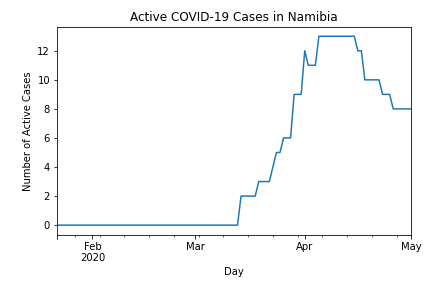 Active COVID-19 Cases in Namibia
Number of Active Cases
12
10
8
6
4
2
0
Feb
2020
Mar
Apr
May
Day